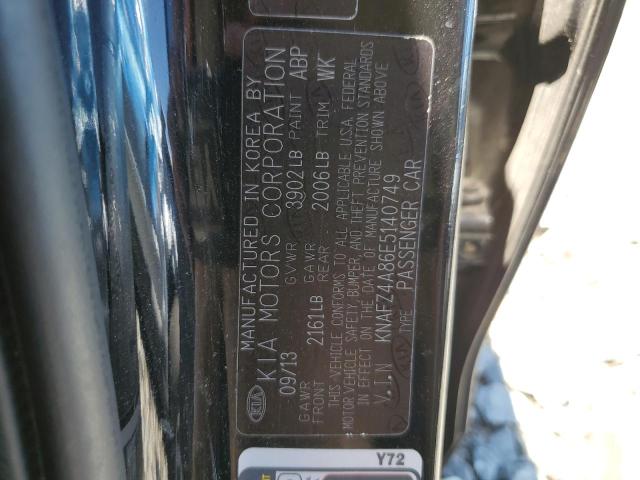 MANUFACTURED IN KOREA BY
KIA MOTORS CORPORATION
09/13 GVWR 3902LB PAINT ABP
GAWR FRONT 2161LB GAWR REAR 2006LB TRIM WK
THIS VEHICLE CONFORMS TO ALL APPLICABLE U.S.A. FEDERAL
MOTOR VEHICLE SAFETY, BUMPER, AND THEFT PREVENTION STANDARDS
IN EFFECT ON THE DATE OF MANUFACTURE SHOWN ABOVE
V.I.N KNAFZ4A86E5140749
TYPE PASSENGER CAR
KIA
Y72